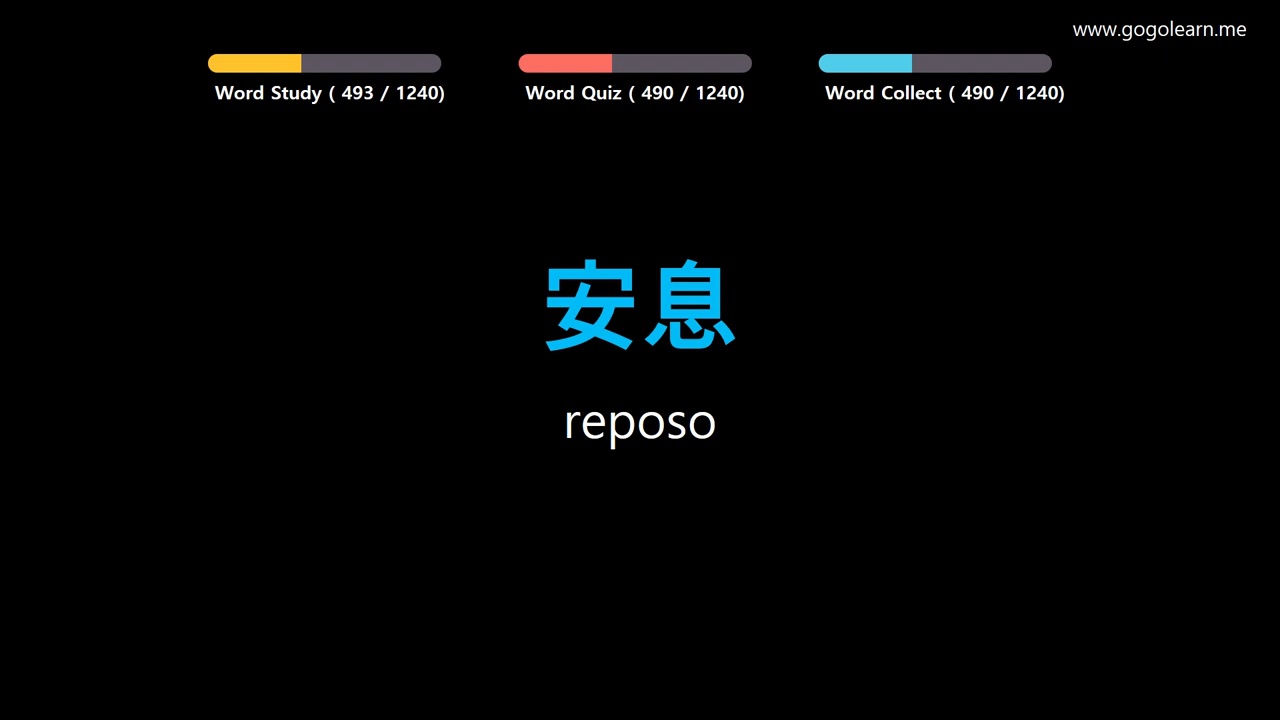 www.gogolearn.me
Word Study ( 493 / 1240)
Word Quiz ( 490 / 1240)
Word Collect ( 490 / 1240)
安息
reposo